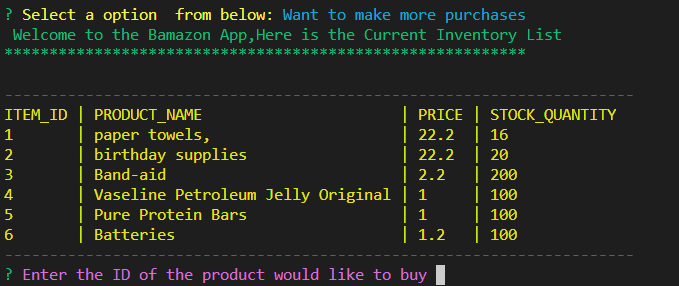 ? Select a option  from below: Want to make more purchases
 Welcome to the Bamazon App,Here is the Current Inventory List
**********************************************************
----------------------------------------------------------------------
ITEM_ID | PRODUCT_NAME                       | PRICE | STOCK_QUANTITY
1       | paper towels,                      | 22.2  | 16
2       | birthday supplies                  | 22.2  | 20
3       | Band-aid                           | 2.2   | 200
4       | Vaseline Petroleum Jelly Original | 1     | 100
5       | Pure Protein Bars                  | 1     | 100
6       | Batteries                          | 1.2   | 100
----------------------------------------------------------------------
? Enter the ID of the product would like to buy